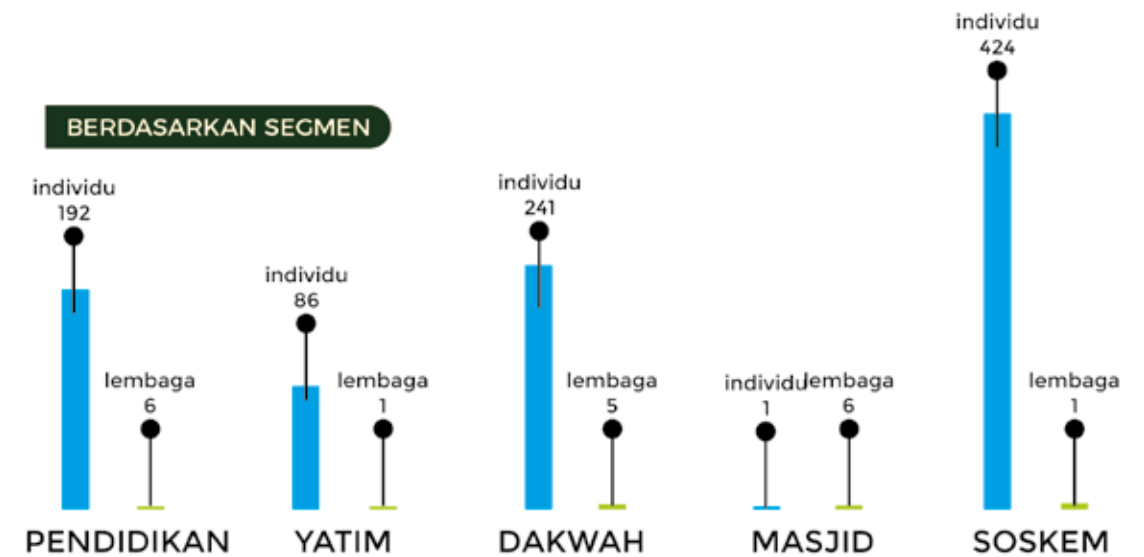 BERDASARKAN SEGMEN
individu
192
lembaga
6
PENDIDIKAN
individu
86
lembaga
1
YATIM
individu
241
lembaga
5
DAKWAH
individu
1
lembaga
6
MASJID
individu
424
lembaga
1
SOSKEM